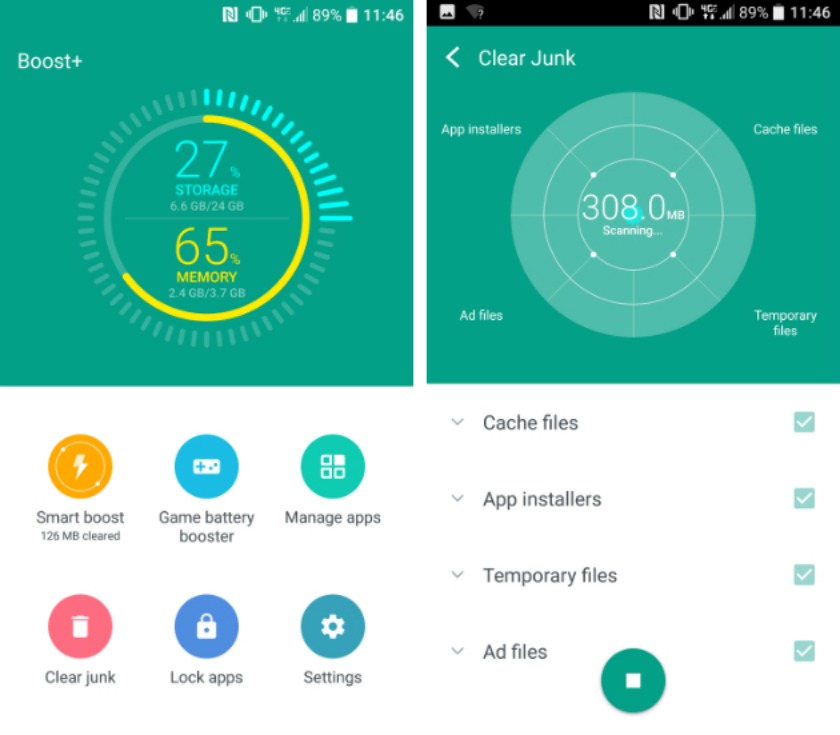 89% 11:46
Boost+
27%
STORAGE
6.6 GB/24 GB
65%
MEMORY
2.4 GB/3.7 GB
Smart boost
126 MB cleared
Game battery
booster
Manage apps
Clear junk
Lock apps
Settings
89% 11:46
Clear Junk
App installers
Cache files
308.0MB
Scanning...
Ad files
Temporary
files
Cache files
App installers
Temporary files
Ad files